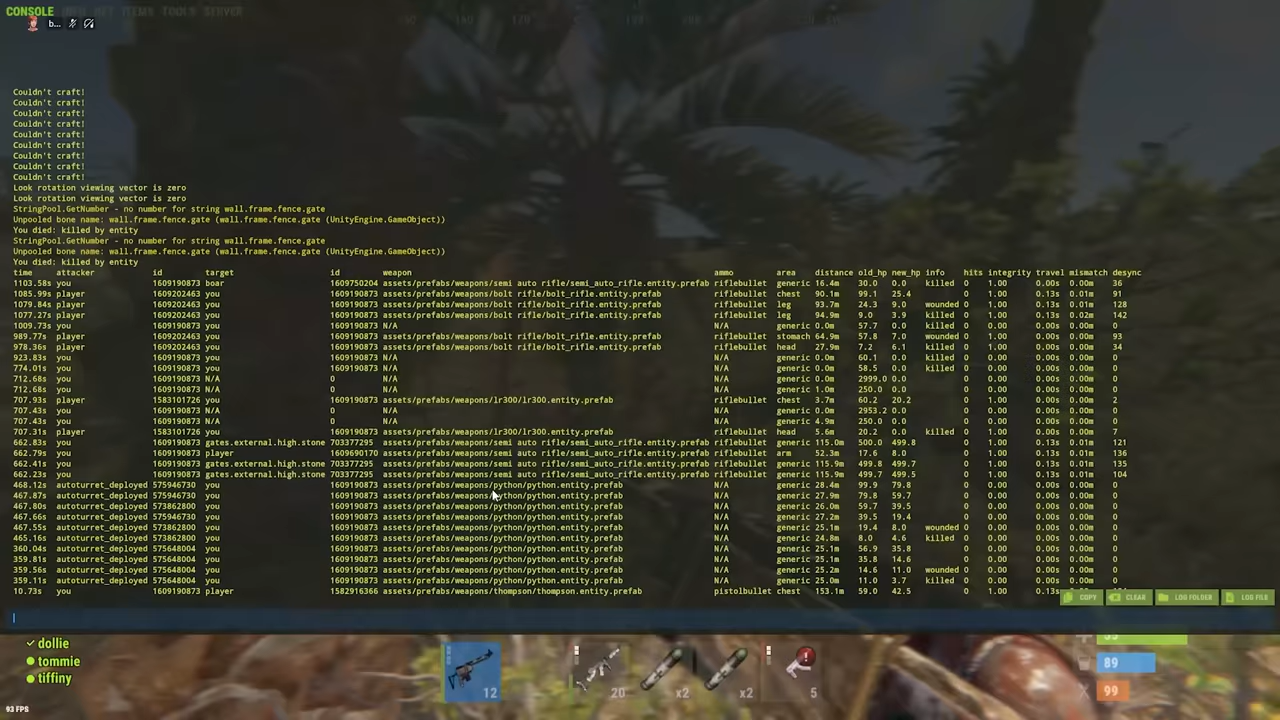 CONSOLE INFO NET ITEMS TOOLS SERVER
b...
Couldn't craft!
Couldn't craft!
Couldn't craft!
Couldn't craft!
Couldn't craft!
Couldn't craft!
Couldn't craft!
Couldn't craft!
Couldn't craft!
Look rotation viewing vector is zero
Look rotation viewing vector is zero
StringPool.GetNumber - no number for string wall.frame.fence.gate
Unpooled bone name: wall.frame.fence.gate (wall.frame.fence.gate (UnityEngine.GameObject))
You died: killed by entity
StringPool.GetNumber - no number for string wall.frame.fence.gate
Unpooled bone name: wall.frame.fence.gate (wall.frame.fence.gate (UnityEngine.GameObject))
You died: killed by entity
time attacker id target id weapon ammo area distance old_hp new_hp info hits integrity travel mismatch desync
1103.58s you 1609190873 boar 1609750204 assets/prefabs/weapons/semi auto rifle/semi_auto_rifle.entity.prefab riflebullet generic 16.4m 30.0 0.0 killed 0 1.00 0.00s 0.00m 36
1085.99s player 1609202463 you 1609190873 assets/prefabs/weapons/bolt rifle/bolt_rifle.entity.prefab riflebullet chest 90.1m 99.1 25.4 0 1.00 0.13s 0.01m 91
1079.84s player 1609202463 you 1609190873 assets/prefabs/weapons/bolt rifle/bolt_rifle.entity.prefab riflebullet leg 93.7m 24.3 9.0 wounded 0 1.00 0.13s 0.01m 128
1077.27s player 1609202463 you 1609190873 assets/prefabs/weapons/bolt rifle/bolt_rifle.entity.prefab riflebullet leg 94.9m 9.0 3.9 killed 0 1.00 0.13s 0.02m 142
1009.73s you 1609190873 you 1609190873 N/A N/A generic 0.0m 57.7 0.0 killed 0 0.00 0.00s 0.00m 0
989.77s player 1609202463 you 1609190873 assets/prefabs/weapons/bolt rifle/bolt_rifle.entity.prefab riflebullet stomach 64.9m 57.8 7.0 wounded 0 1.00 0.00s 0.00m 93
978.36s player 1609202463 you 1609190873 assets/prefabs/weapons/bolt rifle/bolt_rifle.entity.prefab riflebullet head 27.9m 7.2 6.1 killed 0 1.00 0.00s 0.00m 34
923.83s you 1609190873 you 1609190873 N/A N/A generic 0.0m 60.1 0.0 killed 0 0.00 0.00s 0.00m 0
774.01s you 1609190873 you 1609190873 N/A N/A generic 0.0m 58.5 0.0 killed 0 0.00 0.00s 0.00m 0
712.68s you 1609190873 N/A 0 N/A N/A generic 0.0m 2999.0 0.0 0 0.00 0.00s 0.00m 0
712.68s you 1609190873 N/A 0 N/A N/A generic 1.0m 250.0 0.0 0 0.00 0.00s 0.00m 0
707.93s player 1583101726 you 1609190873 assets/prefabs/weapons/lr300/lr300.entity.prefab riflebullet chest 3.7m 60.2 20.2 0 1.00 0.00s 0.00m 2
707.43s you 1609190873 N/A 0 N/A N/A generic 0.0m 2953.2 0.0 0 0.00 0.00s 0.00m 0
707.43s you 1609190873 N/A 0 N/A N/A generic 4.9m 250.0 0.0 0 0.00 0.00s 0.00m 0
707.31s player 1583101726 you 1609190873 assets/prefabs/weapons/lr300/lr300.entity.prefab riflebullet head 5.6m 20.2 0.0 killed 0 1.00 0.00s 0.00m 7
662.83s you 1609190873 gates.external.high.stone 703377295 assets/prefabs/weapons/semi auto rifle/semi_auto_rifle.entity.prefab riflebullet generic 115.0m 500.0 499.8 0 1.00 0.13s 0.01m 121
662.79s you 1609190873 player 1609690170 assets/prefabs/weapons/semi auto rifle/semi_auto_rifle.entity.prefab riflebullet arm 52.3m 17.6 8.0 0 1.00 0.00s 0.01m 136
662.41s you 1609190873 gates.external.high.stone 703377295 assets/prefabs/weapons/semi auto rifle/semi_auto_rifle.entity.prefab riflebullet generic 115.9m 499.8 499.7 0 1.00 0.13s 0.01m 135
662.23s you 1609190873 gates.external.high.stone 703377295 assets/prefabs/weapons/semi auto rifle/semi_auto_rifle.entity.prefab riflebullet generic 115.9m 499.7 499.5 0 1.00 0.13s 0.01m 104
468.12s autoturret_deployed 575946730 you 1609190873 assets/prefabs/weapons/python/python.entity.prefab N/A generic 28.4m 99.9 79.8 0 0.00 0.00s 0.00m 0
467.87s autoturret_deployed 575946730 you 1609190873 assets/prefabs/weapons/python/python.entity.prefab N/A generic 27.9m 79.8 59.7 0 0.00 0.00s 0.00m 0
467.80s autoturret_deployed 573862800 you 1609190873 assets/prefabs/weapons/python/python.entity.prefab N/A generic 26.0m 59.7 39.5 0 0.00 0.00s 0.00m 0
467.66s autoturret_deployed 575946730 you 1609190873 assets/prefabs/weapons/python/python.entity.prefab N/A generic 27.2m 39.5 19.4 0 0.00 0.00s 0.00m 0
467.55s autoturret_deployed 573862800 you 1609190873 assets/prefabs/weapons/python/python.entity.prefab N/A generic 25.1m 19.4 8.0 wounded 0 0.00 0.00s 0.00m 0
465.16s autoturret_deployed 573862800 you 1609190873 assets/prefabs/weapons/python/python.entity.prefab N/A generic 24.8m 8.0 4.6 killed 0 0.00 0.00s 0.00m 0
360.04s autoturret_deployed 575648004 you 1609190873 assets/prefabs/weapons/python/python.entity.prefab N/A generic 25.1m 56.9 35.8 0 0.00 0.00s 0.00m 0
359.81s autoturret_deployed 575648004 you 1609190873 assets/prefabs/weapons/python/python.entity.prefab N/A generic 25.1m 35.8 14.6 0 0.00 0.00s 0.00m 0
359.56s autoturret_deployed 575648004 you 1609190873 assets/prefabs/weapons/python/python.entity.prefab N/A generic 25.2m 14.6 11.0 wounded 0 0.00 0.00s 0.00m 0
359.11s autoturret_deployed 575648004 you 1609190873 assets/prefabs/weapons/python/python.entity.prefab N/A generic 25.0m 11.0 3.7 killed 0 0.00 0.00s 0.00m 0
10.73s you 1609190873 player 1582916366 assets/prefabs/weapons/thompson/thompson.entity.prefab pistolbullet chest 153.1m 59.0 42.5 0 1.00 0.13s
COPY CLEAR LOG FOLDER LOG FILE
dollie
tommie
tiffiny
12 20 x2 x2 5
89
99
93 FPS